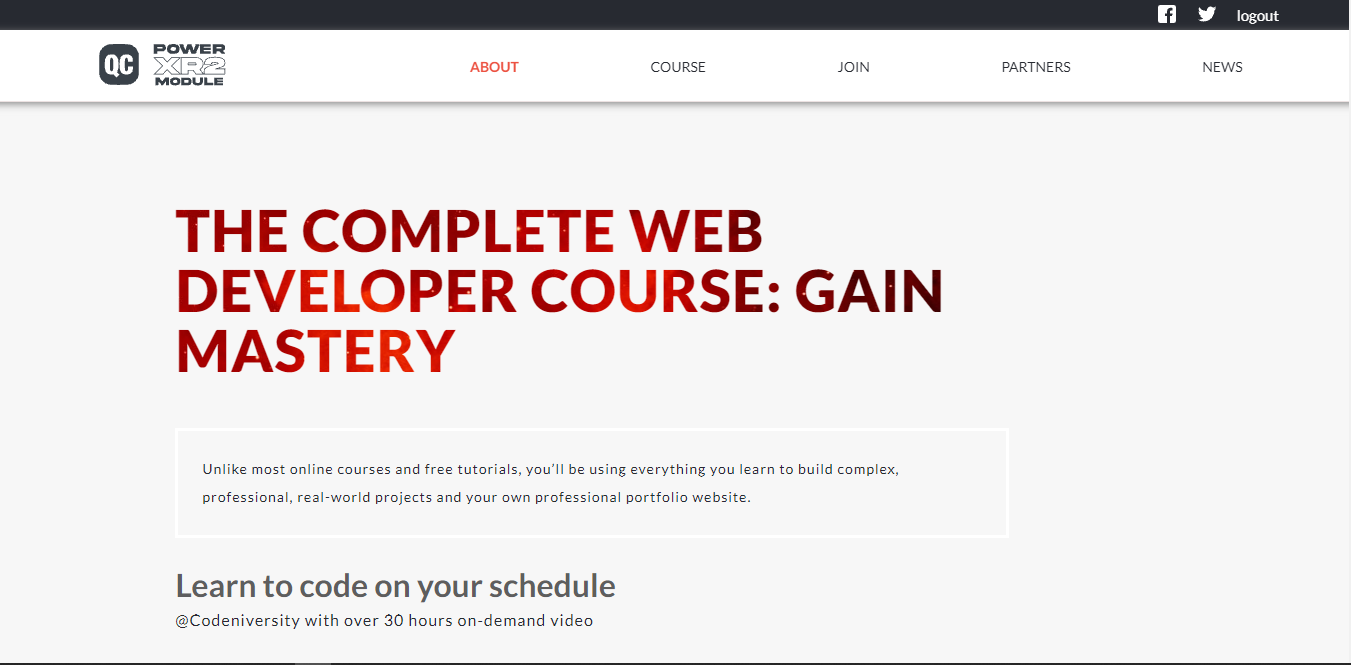 logout
QC
POWER
XR2
MODULE
ABOUT
COURSE
JOIN
PARTNERS
NEWS
THE COMPLETE WEB
DEVELOPER COURSE: GAIN
MASTERY
Unlike most online courses and free tutorials, you’ll be using everything you learn to build complex,
professional, real-world projects and your own professional portfolio website.
Learn to code on your schedule
@Codeniversity with over 30 hours on-demand video